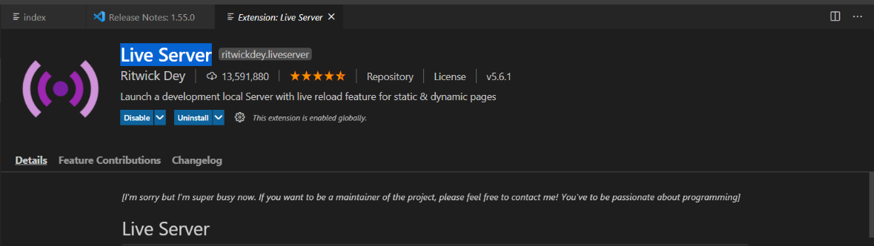 index Release Notes: 1.55.0 Extension: Live Server
Live Server ritwickdey.liveserver
Ritwick Dey 13,591,880 Repository License v5.6.1
Launch a development local Server with live reload feature for static & dynamic pages
Disable Uninstall This extension is enabled globally.
Details Feature Contributions Changelog
[I'm sorry but I'm super busy now. If you want to be a maintainer of the project, please feel free to contact me! You've to be passionate about programming]
Live Server